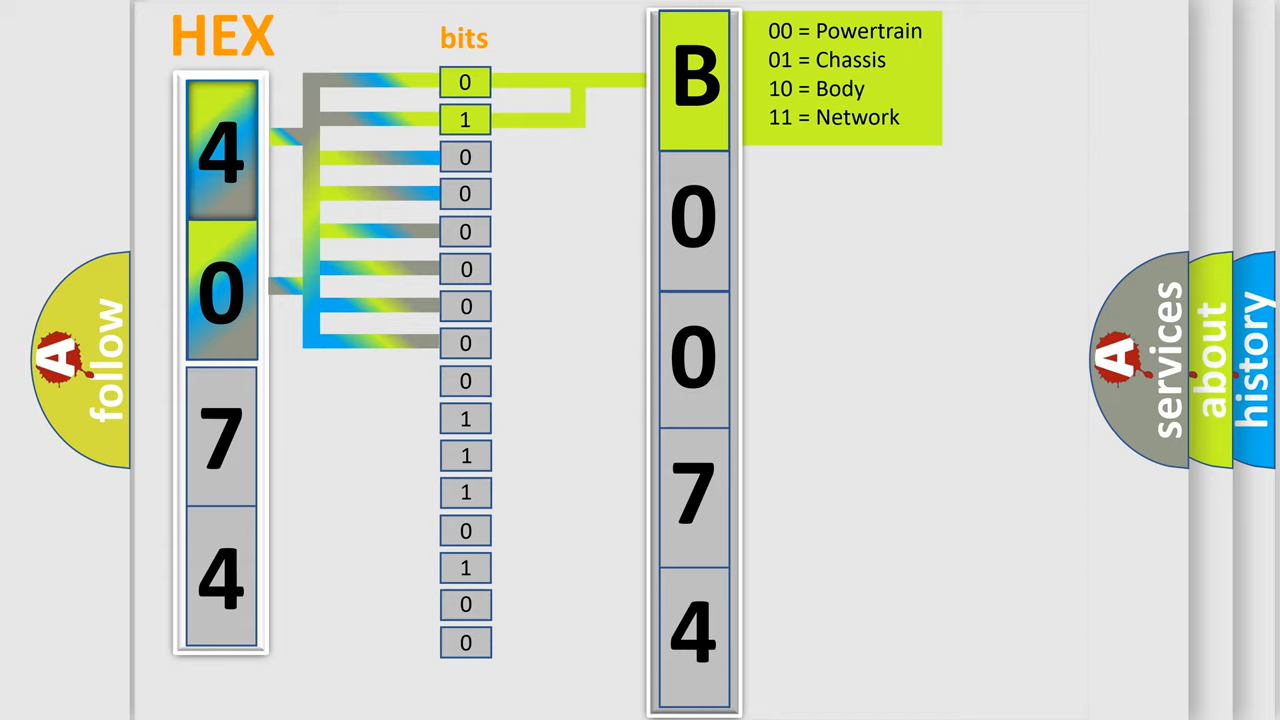 HEX
4
0
7
4
bits
0
1
0
0
0
0
0
0
0
1
1
1
0
1
0
0
B
0
0
7
4
00 = Powertrain
01 = Chassis
10 = Body
11 = Network
A
follow
A
services
about
history